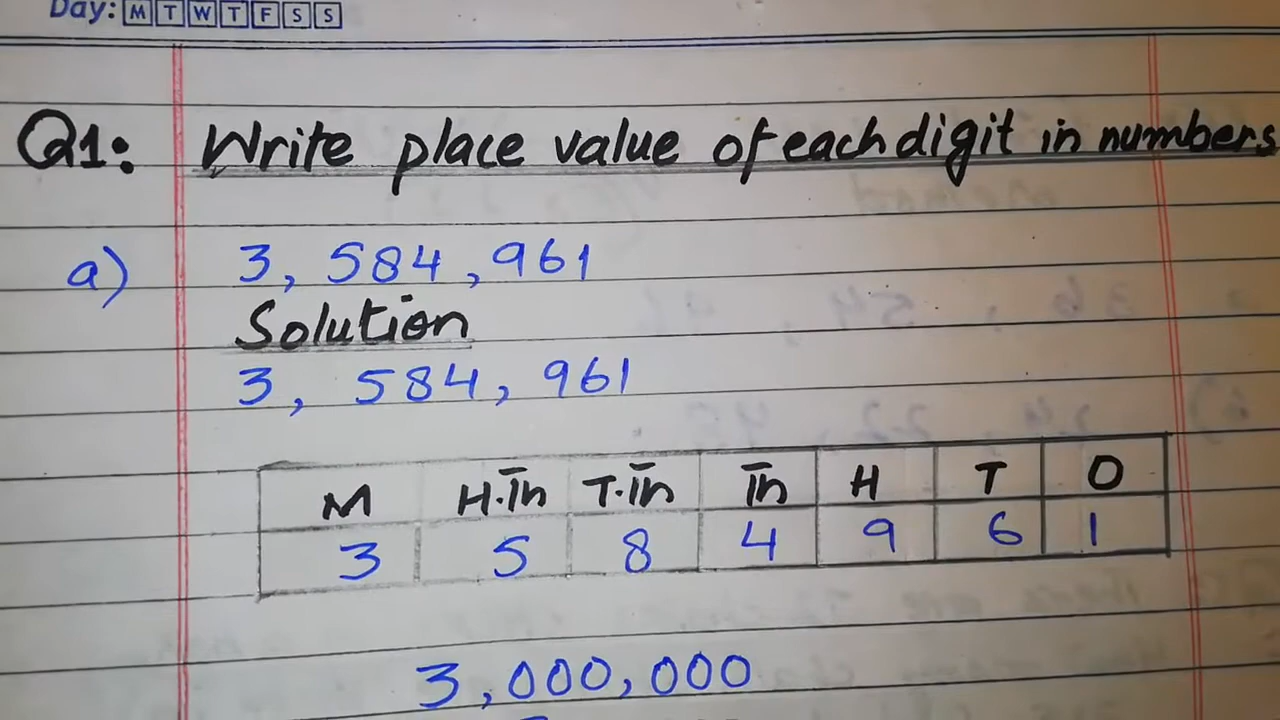 Day: M T W T F S S
Q1: Write place value of each digit in numbers
a) 3, 584, 961
Solution
3, 584, 961
M H.Th T.Th Th H T O
3 5 8 4 9 6 1
3,000,000